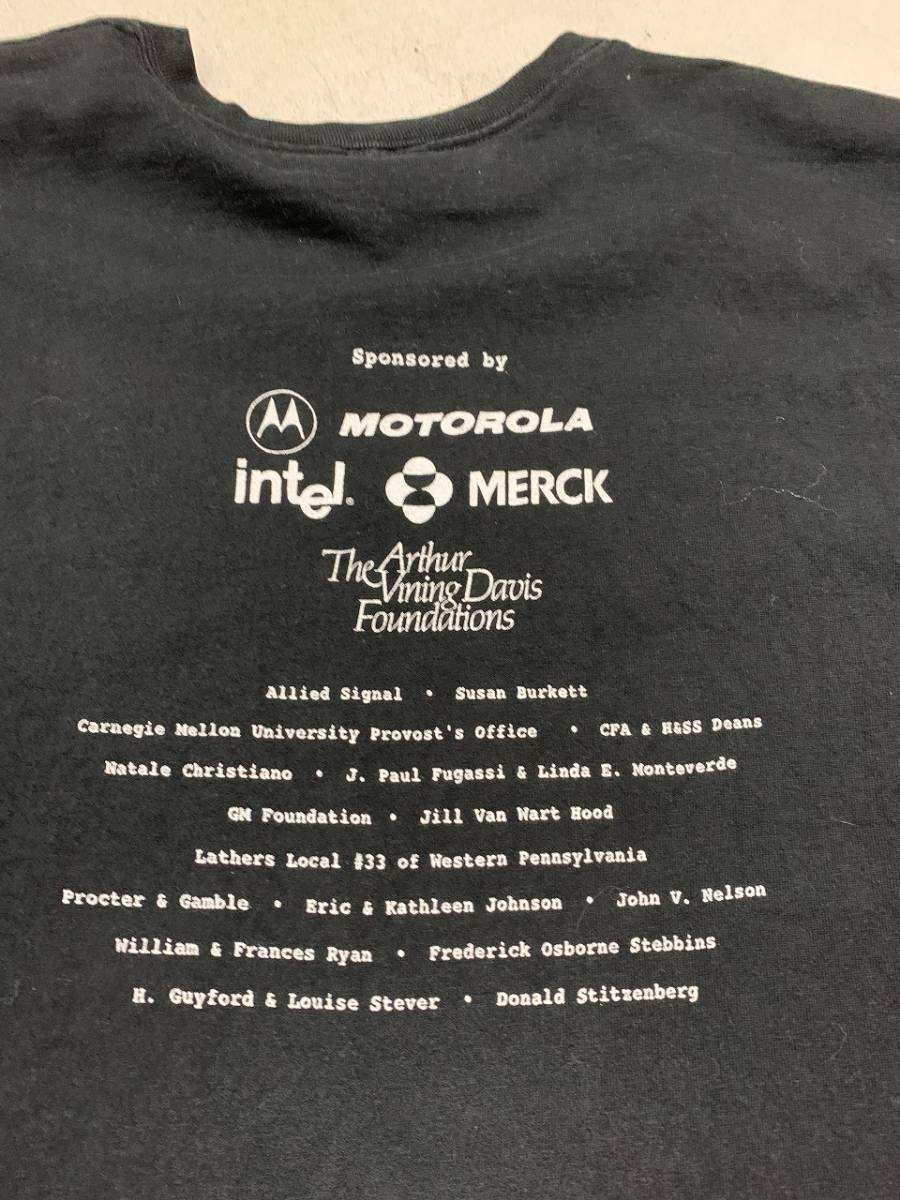 Sponsored by
MOTOROLA
intel. MERCK
The Arthur
Vining Davis
Foundations
Allied Signal • Susan Burkett
Carnegie Mellon University Provost's Office • CFA & H&SS Deans
Natale Christiano • J. Paul Fugassi & Linda E. Monteverde
GM Foundation • Jill Van Wart Hood
Lathers Local #33 of Western Pennsylvania
Procter & Gamble • Eric & Kathleen Johnson • John V. Nelson
William & Frances Ryan • Frederick Osborne Stebbins
H. Guyford & Louise Stever • Donald Stitzenberg